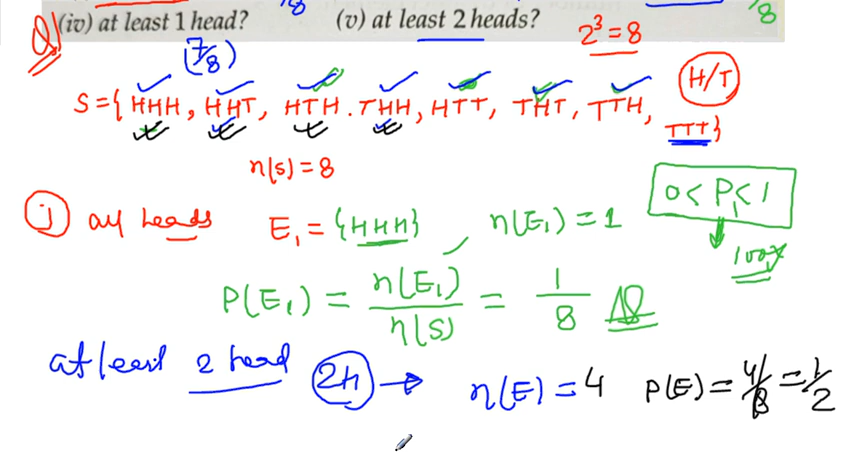 (iv) at least 1 head? (v) at least 2 heads?
(7/8) 2³ = 8
S = { HHH, HHT, HTH. THH, HTT, THT, TTH, H/T
TTT}
n(s) = 8
0 < P₁ < 1
i all heads E₁ = {HHH} n(E₁) = 1
100%
P(E₁) = n(E₁)/n(s) = 1/8
at least 2 head 2H → n(E) = 4 P(E) = 4/8 = 1/2